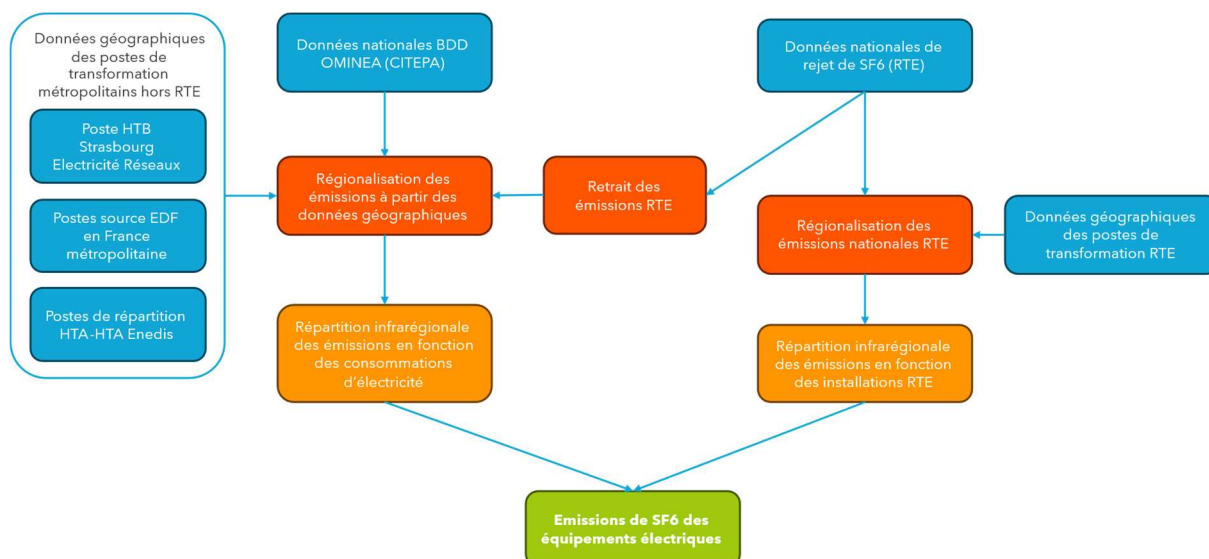 Données géographiques
des postes de
transformation
métropolitains hors RTE
Poste HTB
Strasbourg
Electricité Réseaux
Postes source EDF
en France
métropolitaine
Postes de répartition
HTA-HTA Enedis
Données nationales BDD
OMINEA (CITEPA)
Régionalisation des
émissions à partir des
données géographiques
Répartition infrarégionale
des émissions en fonction
des consommations
d'électricité
Retrait des
émissions RTE
Données nationales de
rejet de SF6 (RTE)
Régionalisation des
émissions nationales RTE
Données géographiques
des postes de
transformation RTE
Répartition infrarégionale
des émissions en fonction
des installations RTE
Emissions de SF6 des
équipements électriques